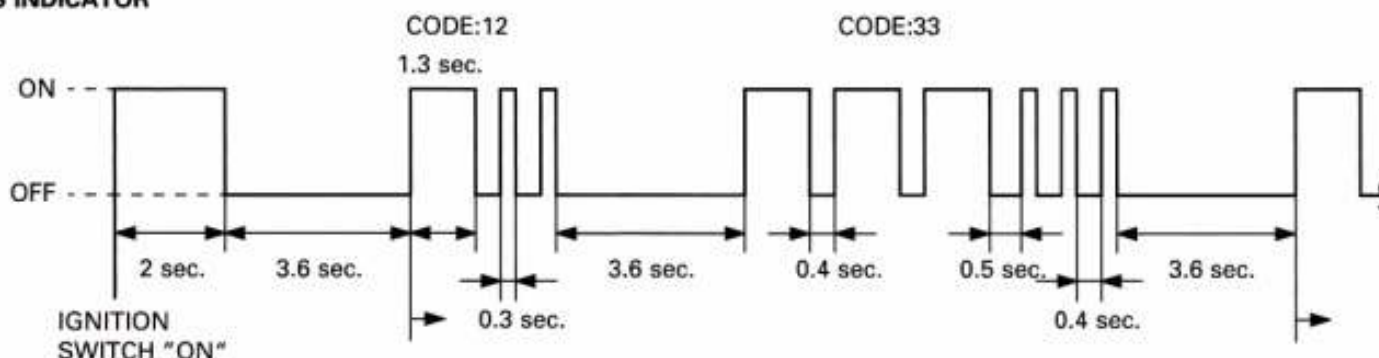 INDICATOR
CODE:12
CODE:33
1.3 sec.
ON
OFF
2 sec.
3.6 sec.
3.6 sec.
0.4 sec.
0.5 sec.
3.6 sec.
0.3 sec.
0.4 sec.
IGNITION
SWITCH "ON"